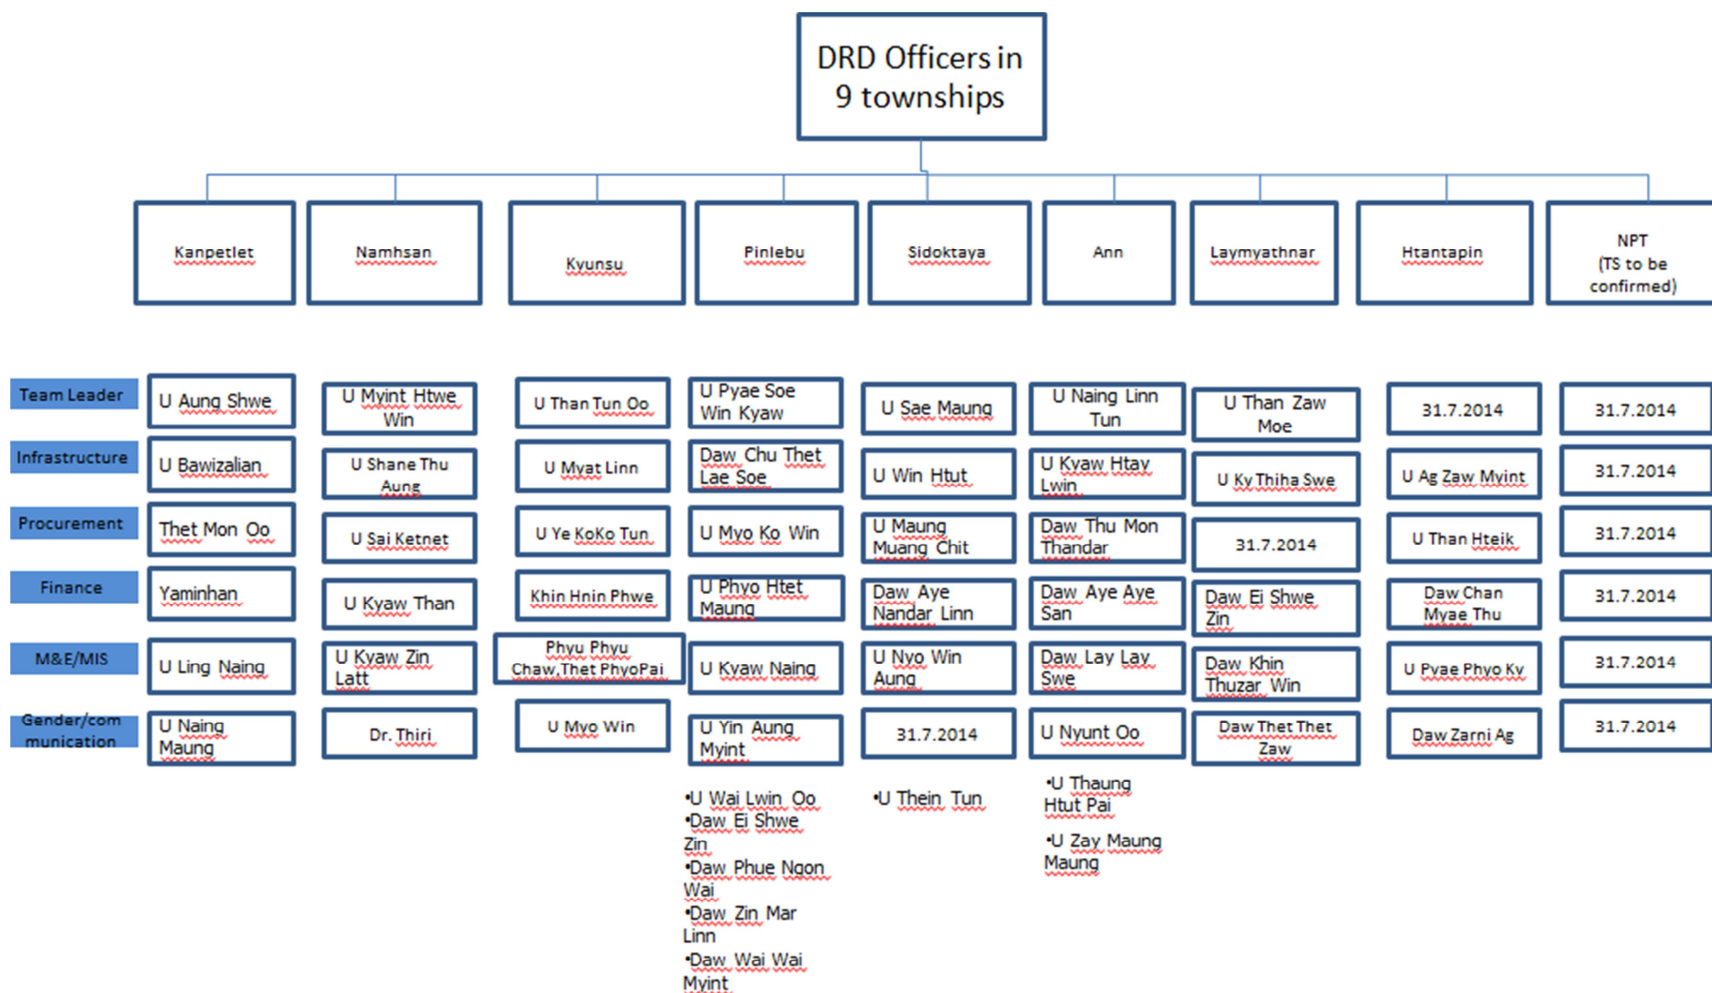 DRD Officers in
9 townships
Kanpetlet
Namhsan
Kyunsu
Pinlebu
Sidoktaya
Ann
Laymyathnar
Htantapin
NPT
(TS to be
confirmed)
Team Leader
U Aung Shwe
U Myint Htwe
Win
U Than Tun Oo
U Pyae Soe
Win Kyaw
U Sae Maung
U Naing Linn
Tun
U Than Zaw
Moe
31.7.2014
31.7.2014
Infrastructure
U Bawizalian
U Shane Thu
Aung
U Myat Linn
Daw Chu Thet
Lae Soe
U Win Htut
U Kyaw Htay
Lwin
U Ky Thiha Swe
U Ag Zaw Myint
31.7.2014
Procurement
Thet Mon Oo
U Sai Ketnet
U Ye KoKo Tun
U Myo Ko Win
U Maung
Muang Chit
Daw Thu Mon
Thandar
31.7.2014
U Than Hteik
31.7.2014
Finance
Yaminhan
U Kyaw Than
Khin Hnin Phwe
U Phyo Htet
Maung
Daw Aye
Nandar Linn
Daw Aye Aye
San
Daw Ei Shwe
Zin
Daw Chan
Myae Thu
31.7.2014
M&E/MIS
U Ling Naing
U Kyaw Zin
Latt
Phyu Phyu
Chaw,Thet PhyoPai
U Kyaw Naing
U Nyo Win
Aung
Daw Lay Lay
Swe
Daw Khin
Thuzar Win
U Pyae Phyo Ky
31.7.2014
Gender/com
munication
U Naing
Maung
Dr. Thiri
U Myo Win
U Yin Aung
Myint
31.7.2014
U Nyunt Oo
Daw Thet Thet
Zaw
Daw Zarni Ag
31.7.2014
•U Wai Lwin Oo
•Daw Ei Shwe
Zin
•Daw Phue Ngon
Wai
•Daw Zin Mar
Linn
•Daw Wai Wai
Myint
•U Thein Tun
•U Thaung
Htut Pai
•U Zay Maung
Maung